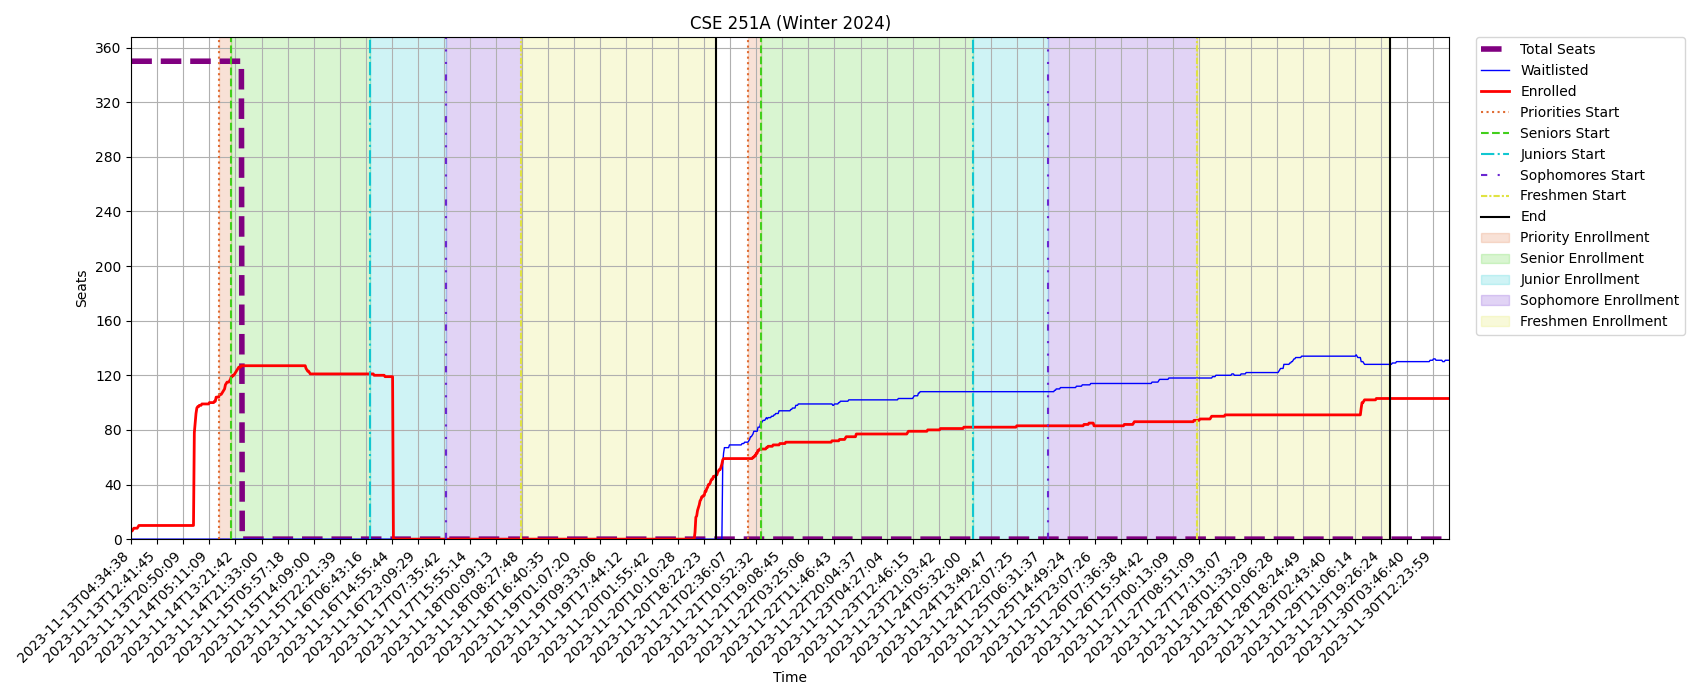 CSE 251A (Winter 2024)
360
320
280
240
200
160
120
80
40
0
Seats
2023-11-13T04:34:38
2023-11-13T12:41:45
2023-11-13T20:50:09
2023-11-14T05:11:09
2023-11-14T13:21:42
2023-11-14T21:33:00
2023-11-15T05:57:18
2023-11-15T14:09:00
2023-11-15T22:21:39
2023-11-16T06:43:16
2023-11-16T14:55:44
2023-11-16T23:09:29
2023-11-17T07:35:42
2023-11-17T15:55:14
2023-11-18T00:09:13
2023-11-18T08:27:48
2023-11-18T16:40:35
2023-11-19T01:07:20
2023-11-19T09:33:06
2023-11-19T17:44:12
2023-11-20T01:55:42
2023-11-20T10:10:28
2023-11-20T18:22:23
2023-11-21T02:36:07
2023-11-21T10:52:32
2023-11-21T19:08:45
2023-11-22T03:25:06
2023-11-22T11:46:43
2023-11-22T20:04:37
2023-11-23T04:27:04
2023-11-23T12:46:15
2023-11-23T21:03:42
2023-11-24T05:32:00
2023-11-24T13:49:47
2023-11-24T22:07:25
2023-11-25T06:31:37
2023-11-25T14:49:24
2023-11-25T23:07:26
2023-11-26T07:36:38
2023-11-26T15:54:42
2023-11-27T00:13:09
2023-11-27T08:51:09
2023-11-27T17:13:07
2023-11-28T01:33:29
2023-11-28T10:06:28
2023-11-28T18:24:49
2023-11-29T02:43:40
2023-11-29T11:06:14
2023-11-29T19:26:24
2023-11-30T03:46:40
2023-11-30T12:23:59
Time
Total Seats
Waitlisted
Enrolled
Priorities Start
Seniors Start
Juniors Start
Sophomores Start
Freshmen Start
End
Priority Enrollment
Senior Enrollment
Junior Enrollment
Sophomore Enrollment
Freshmen Enrollment